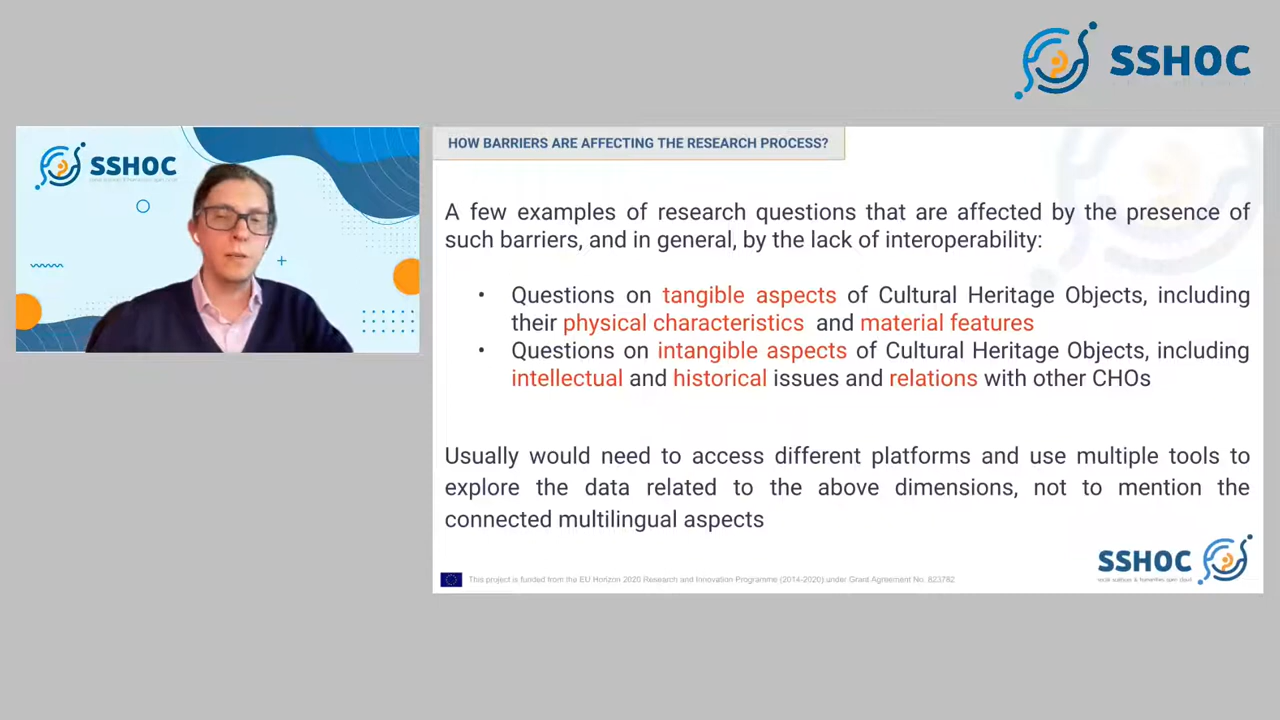 SSHOC
SSHOC
HOW BARRIERS ARE AFFECTING THE RESEARCH PROCESS?
A few examples of research questions that are affected by the presence of
such barriers, and in general, by the lack of interoperability:
• Questions on tangible aspects of Cultural Heritage Objects, including
their physical characteristics and material features
• Questions on intangible aspects of Cultural Heritage Objects, including
intellectual and historical issues and relations with other CHOs
Usually would need to access different platforms and use multiple tools to
explore the data related to the above dimensions, not to mention the
connected multilingual aspects
SSHOC
social sciences & humanities open cloud
This project is funded from the EU Horizon 2020 Research and Innovation Programme (2014-2020) under Grant Agreement No. 823782